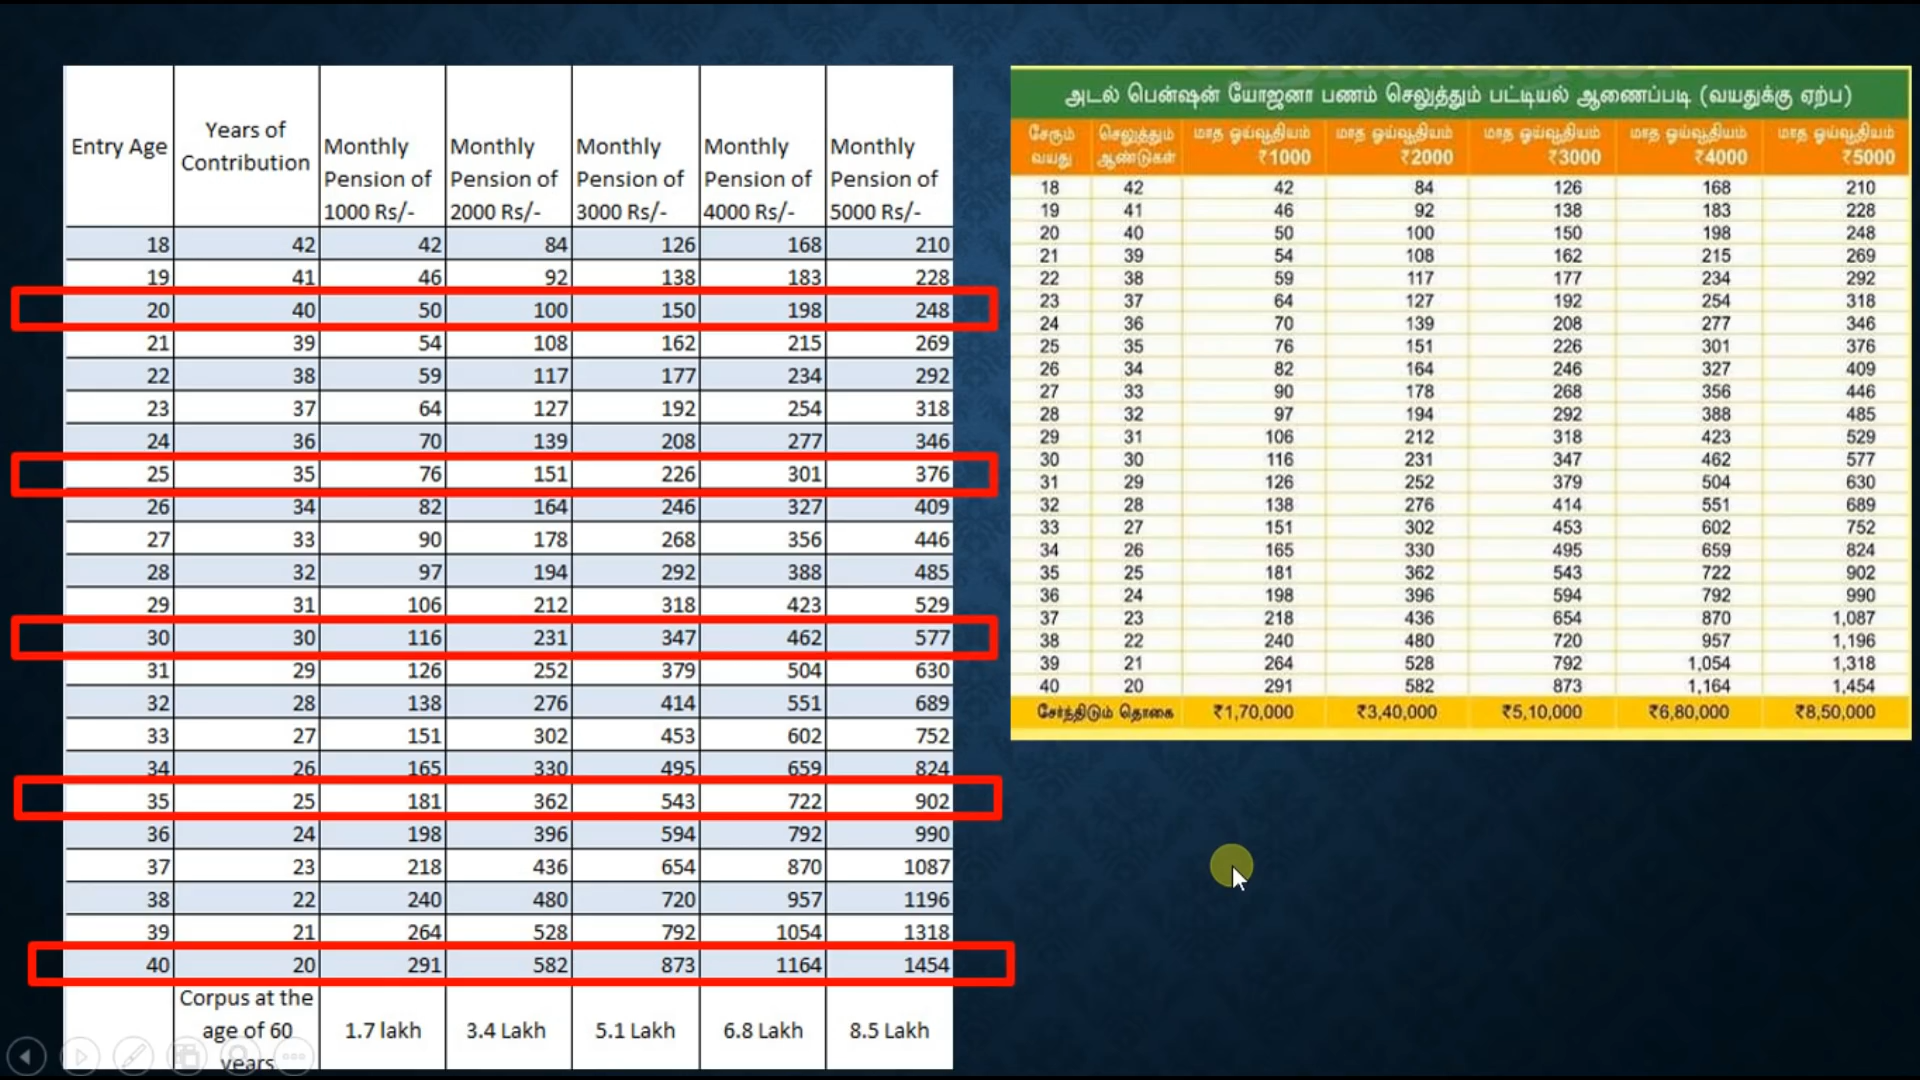 Entry Age
Years of
Contribution
Monthly
Pension of
1000 Rs/-
Monthly
Pension of
2000 Rs/-
Monthly
Pension of
3000 Rs/-
Monthly
Pension of
4000 Rs/-
Monthly
Pension of
5000 Rs/-
18 42 42 84 126 168 210
19 41 46 92 138 183 228
20 40 50 100 150 198 248
21 39 54 108 162 215 269
22 38 59 117 177 234 292
23 37 64 127 192 254 318
24 36 70 139 208 277 346
25 35 76 151 226 301 376
26 34 82 164 246 327 409
27 33 90 178 268 356 446
28 32 97 194 292 388 485
29 31 106 212 318 423 529
30 30 116 231 347 462 577
31 29 126 252 379 504 630
32 28 138 276 414 551 689
33 27 151 302 453 602 752
34 26 165 330 495 659 824
35 25 181 362 543 722 902
36 24 198 396 594 792 990
37 23 218 436 654 870 1087
38 22 240 480 720 957 1196
39 21 264 528 792 1054 1318
40 20 291 582 873 1164 1454
Corpus at the
age of 60
years
1.7 lakh 3.4 Lakh 5.1 Lakh 6.8 Lakh 8.5 Lakh
அடல் பென்ஷன் யோஜனா பணம் செலுத்தும் பட்டியல் ஆணைப்படி (வயதுக்கு ஏற்ப)
சேரும் செலுத்தும் மாத ஓய்வூதியம் மாத ஓய்வூதியம் மாத ஓய்வூதியம் மாத ஓய்வூதியம் மாத ஓய்வூதியம்
வயது ஆண்டுகள் ₹1000 ₹2000 ₹3000 ₹4000 ₹5000
18 42 42 84 126 168 210
19 41 46 92 138 183 228
20 40 50 100 150 198 248
21 39 54 108 162 215 269
22 38 59 117 177 234 292
23 37 64 127 192 254 318
24 36 70 139 208 277 346
25 35 76 151 226 301 376
26 34 82 164 246 327 409
27 33 90 178 268 356 446
28 32 97 194 292 388 485
29 31 106 212 318 423 529
30 30 116 231 347 462 577
31 29 126 252 379 504 630
32 28 138 276 414 551 689
33 27 151 302 453 602 752
34 26 165 330 495 659 824
35 25 181 362 543 722 902
36 24 198 396 594 792 990
37 23 218 436 654 870 1,087
38 22 240 480 720 957 1,196
39 21 264 528 792 1,054 1,318
40 20 291 582 873 1,164 1,454
சேர்ந்திடும் தொகை ₹1,70,000 ₹3,40,000 ₹5,10,000 ₹6,80,000 ₹8,50,000